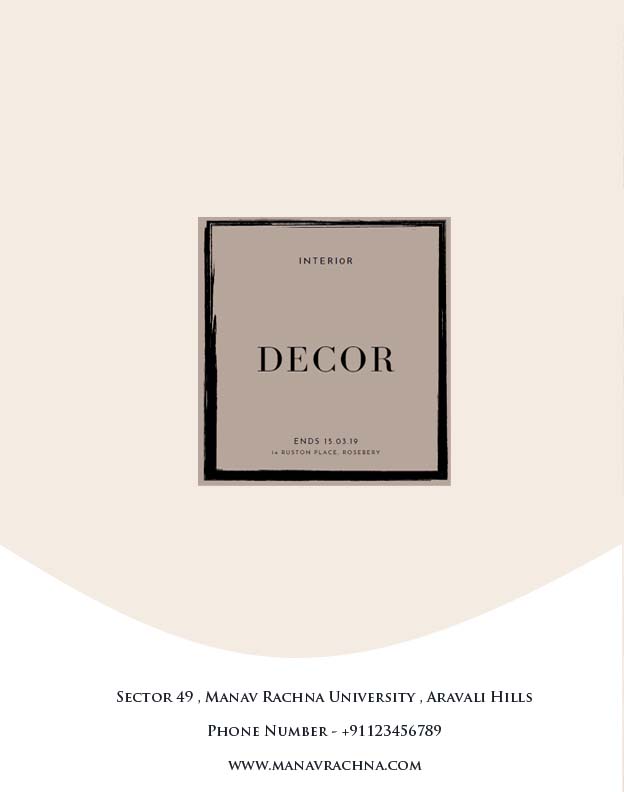 INTERIOR
DECOR
ENDS 15.03.19
14 RUSTON PLACE, ROSEBERY
Sector 49 , Manav Rachna University , Aravali Hills
Phone Number - +91123456789
www.manavrachna.com